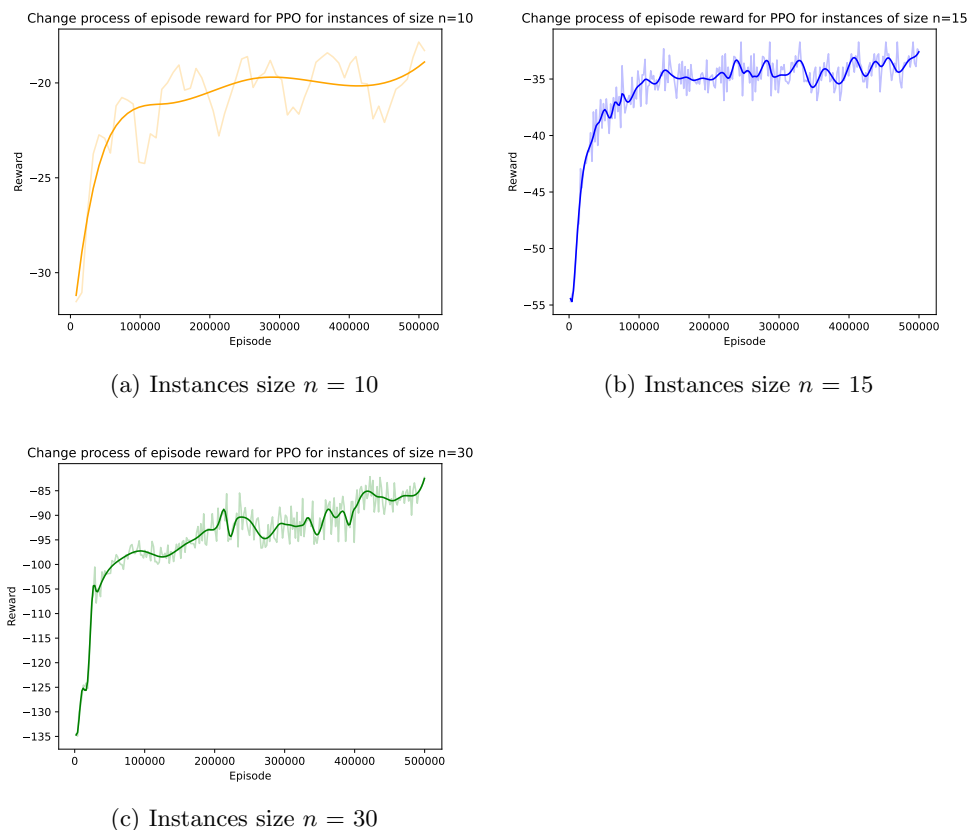 Change process of episode reward for PPO for instances of size n=10
−20
−25
−30
Reward
0 100000 200000 300000 400000 500000
Episode
(a) Instances size n = 10
Change process of episode reward for PPO for instances of size n=15
−35
−40
−45
−50
−55
Reward
0 100000 200000 300000 400000 500000
Episode
(b) Instances size n = 15
Change process of episode reward for PPO for instances of size n=30
−85
−90
−95
−100
−105
−110
−115
−120
−125
−130
−135
Reward
0 100000 200000 300000 400000 500000
Episode
(c) Instances size n = 30